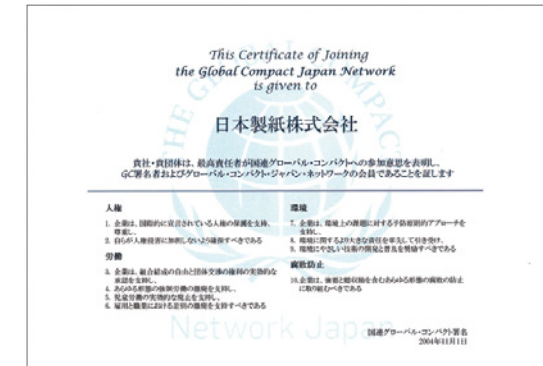 This Certificate of Joining
the Global Compact Japan Network
is given to
日本製紙株式会社
貴社・貴団体は、最高責任者が国連グローバル・コンパクトへの参加意思を表明し、
GC署名者およびグローバル・コンパクト・ジャパン・ネットワークの会員であることを証します
人権
1. 企業は、国際的に宣言されている人権の保護を支持、
尊重し、
2. 自らが人権侵害に加担しないよう確保すべきである
労働
3. 企業は、組合結成の自由と団体交渉の権利の実効的な
承認を支持し、
4. あらゆる形態の強制労働の撤廃を支持し、
5. 児童労働の実効的な廃止を支持し、
6. 雇用と職業における差別の撤廃を支持すべきである
環境
7. 企業は、環境上の課題に対する予防原則的アプローチを
支持し、
8. 環境に関するより大きな責任を率先して引き受け、
9. 環境にやさしい技術の開発と普及を奨励すべきである
腐敗防止
10. 企業は、強要と贈収賄を含むあらゆる形態の腐敗の防止
に取り組むべきである
THE GLOBAL COMPACT
Network Japan
国連グローバル・コンパクト署名
2004年11月1日